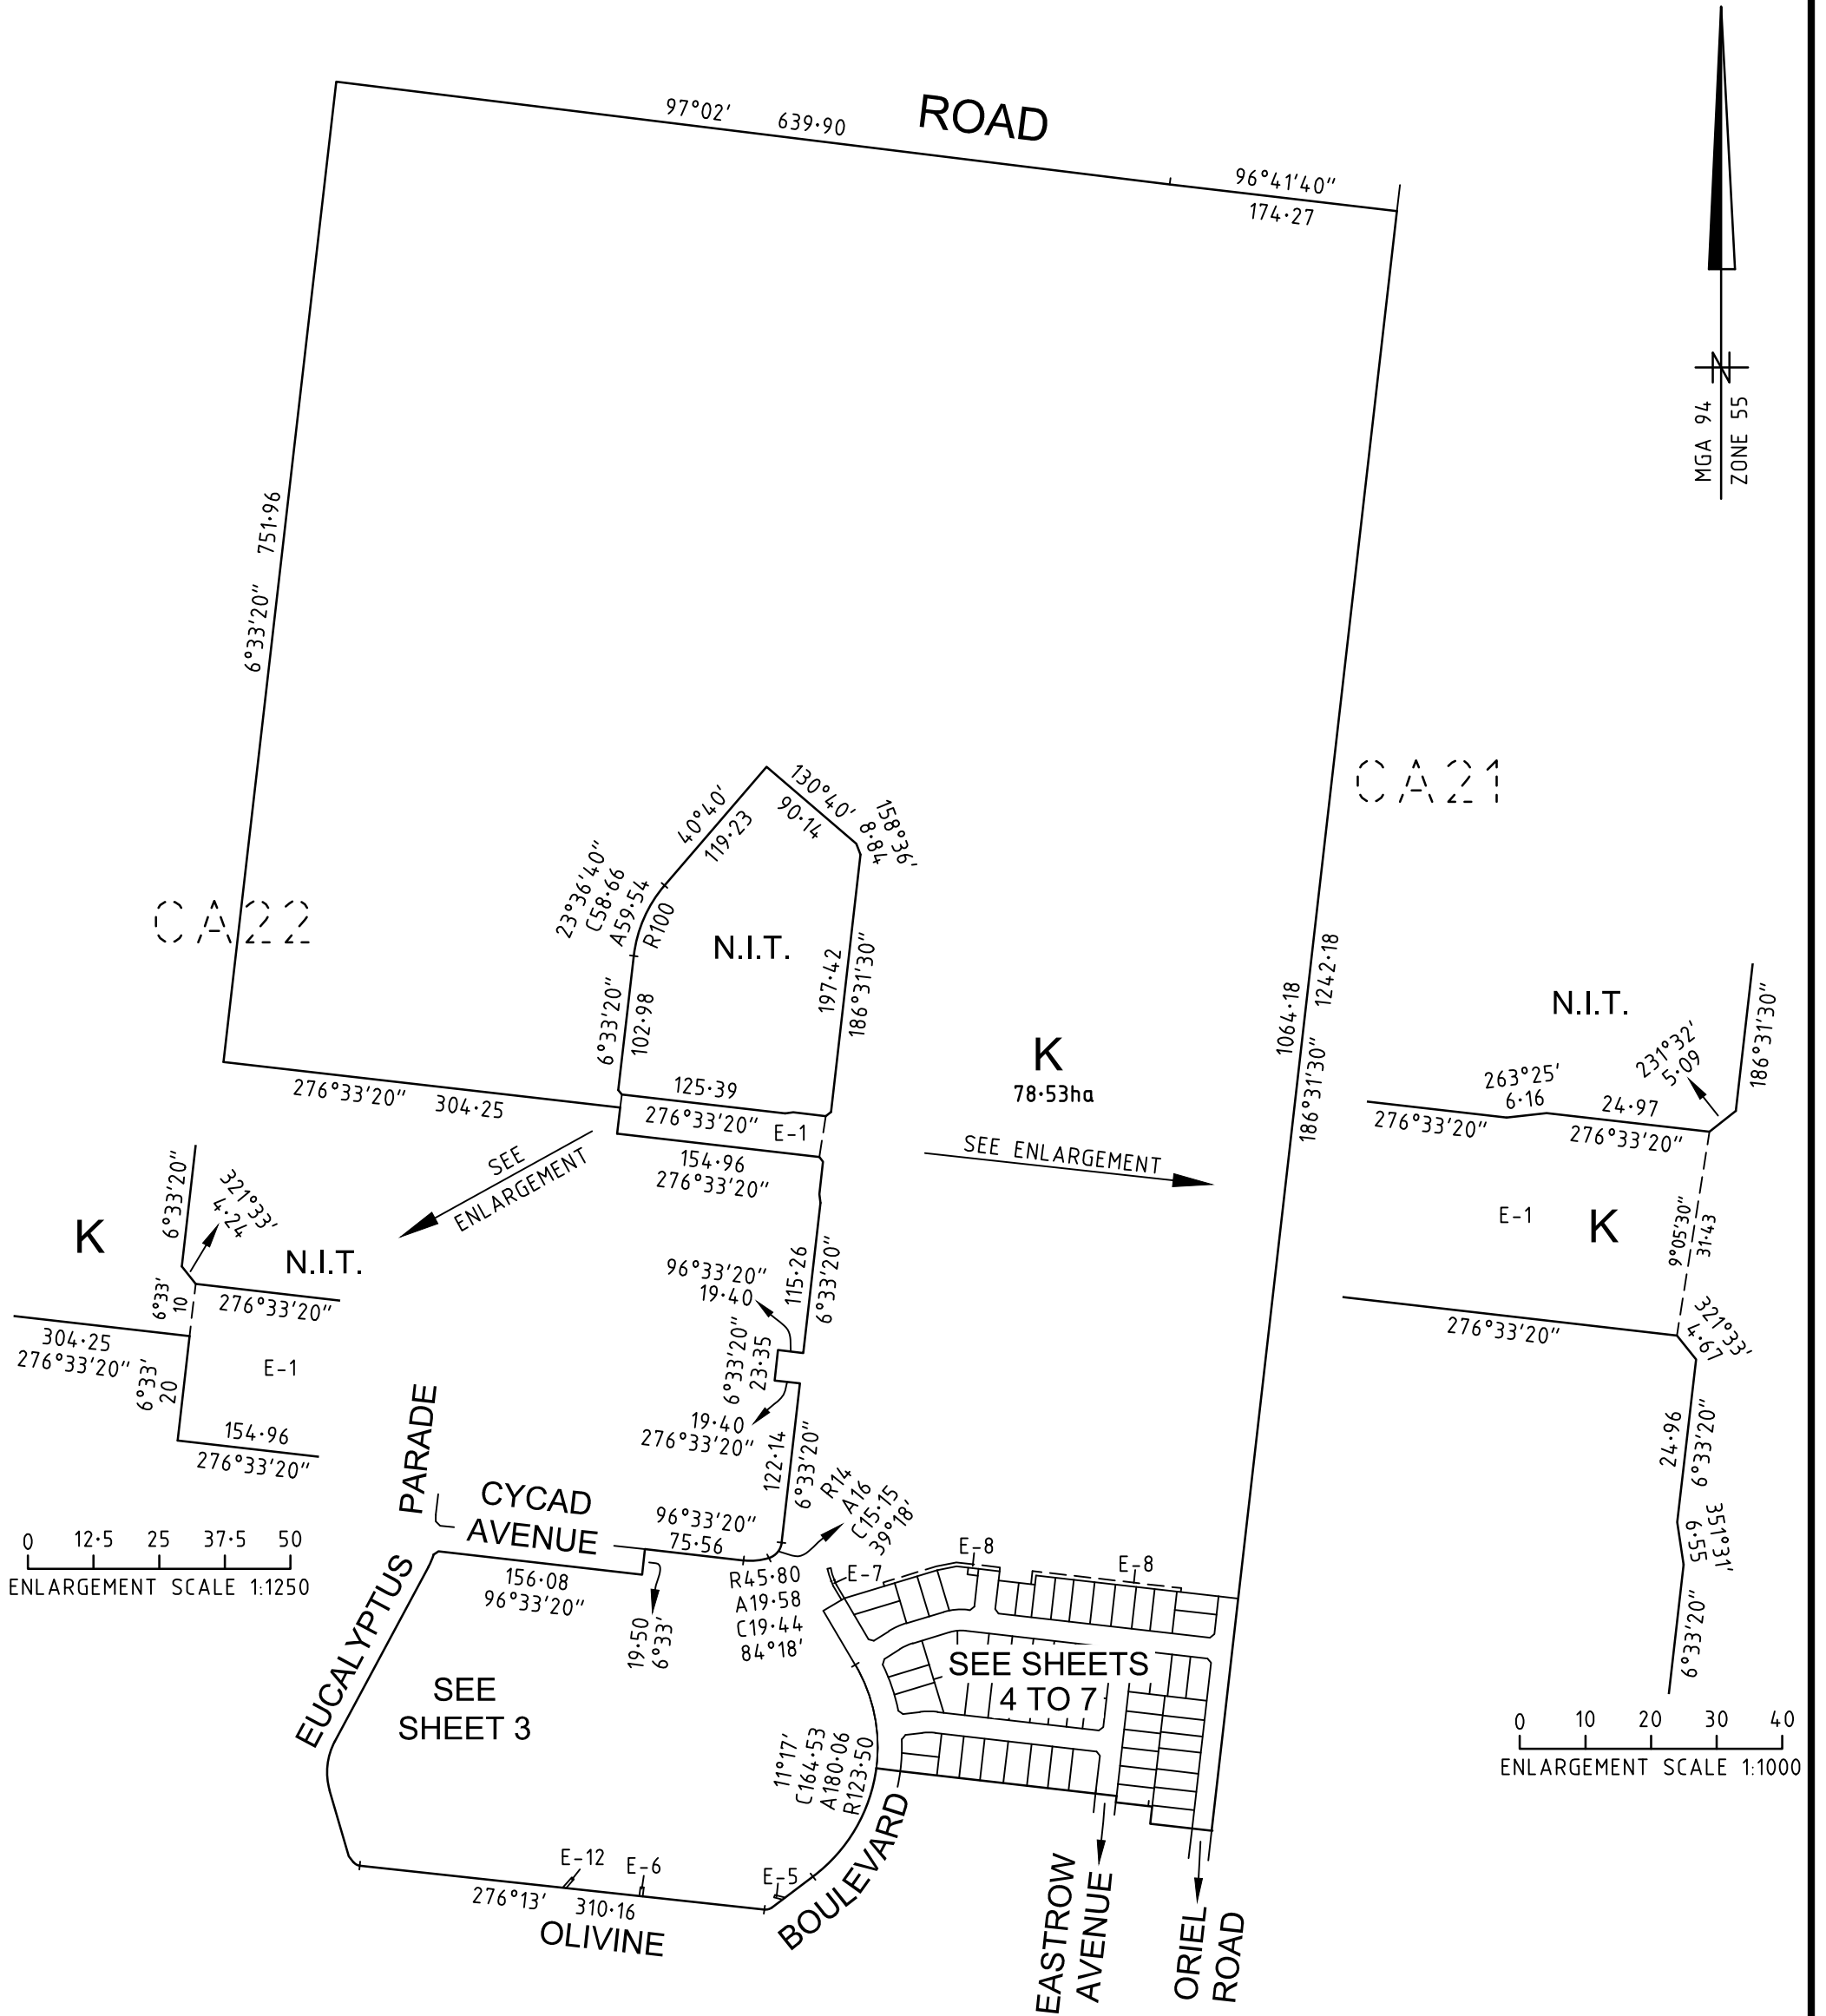 97°02' 639·90
ROAD
96°41'40"
174·27
MGA 94
ZONE 55
N
6°33'20" 751·96
CA21
CA22
130°40'
90·14
158°36'
8·84
40°40'
119·23
23°36'40"
C58·66
A59·54
R100
N.I.T.
197·42
186°31'30"
6°33'20"
102·98
1064·18
1242·18
186°31'30"
K
78·53ha
125·39
276°33'20"
E-1
276°33'20" 304·25
154·96
276°33'20"
SEE
ENLARGEMENT
SEE ENLARGEMENT
N.I.T.
231°32'
5·09
186°31'30"
263°25'
6·16
24·97
276°33'20"
276°33'20"
E-1
K
9°05'30"
31·43
276°33'20"
321°33'
4·67
24·96
6°33'20"
351°31'
6·55
6°33'20"
0 10 20 30 40
ENLARGEMENT SCALE 1:1000
K
6°33'20"
321°33'
4·24
N.I.T.
6°33'
10
276°33'20"
304·25
276°33'20"
6°33'
20
E-1
154·96
276°33'20"
0 12·5 25 37·5 50
ENLARGEMENT SCALE 1:1250
115·26
6°33'20"
96°33'20"
19·40
6°33'20"
23·35
19·40
276°33'20"
122·14
6°33'20"
R14
A16
C15·15
39°18'
PARADE
CYCAD
AVENUE
96°33'20"
75·56
156·08
96°33'20"
19·50
6°33'
R45·80
A19·58
C19·44
84°18'
E-7
E-8
E-8
EUCALYPTUS
SEE
SHEET 3
SEE SHEETS
4 TO 7
11°17'
C164·53
A180·06
R123·50
E-12
E-6
E-5
276°13' 310·16
OLIVINE
BOULEVARD
EASTROW
AVENUE
ORIEL
ROAD